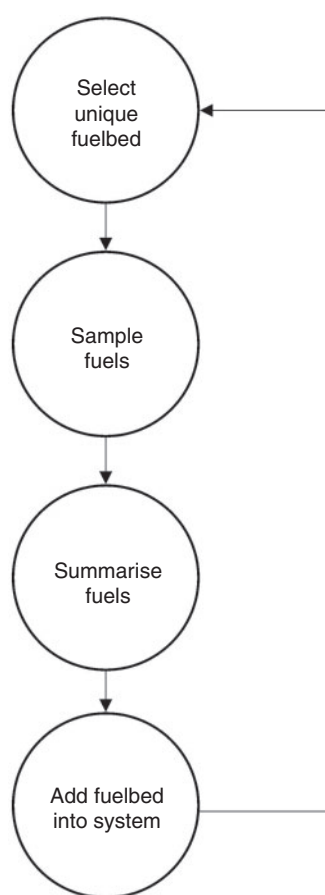 Select
unique
fuelbed
Sample
fuels
Summarise
fuels
Add fuelbed
into system